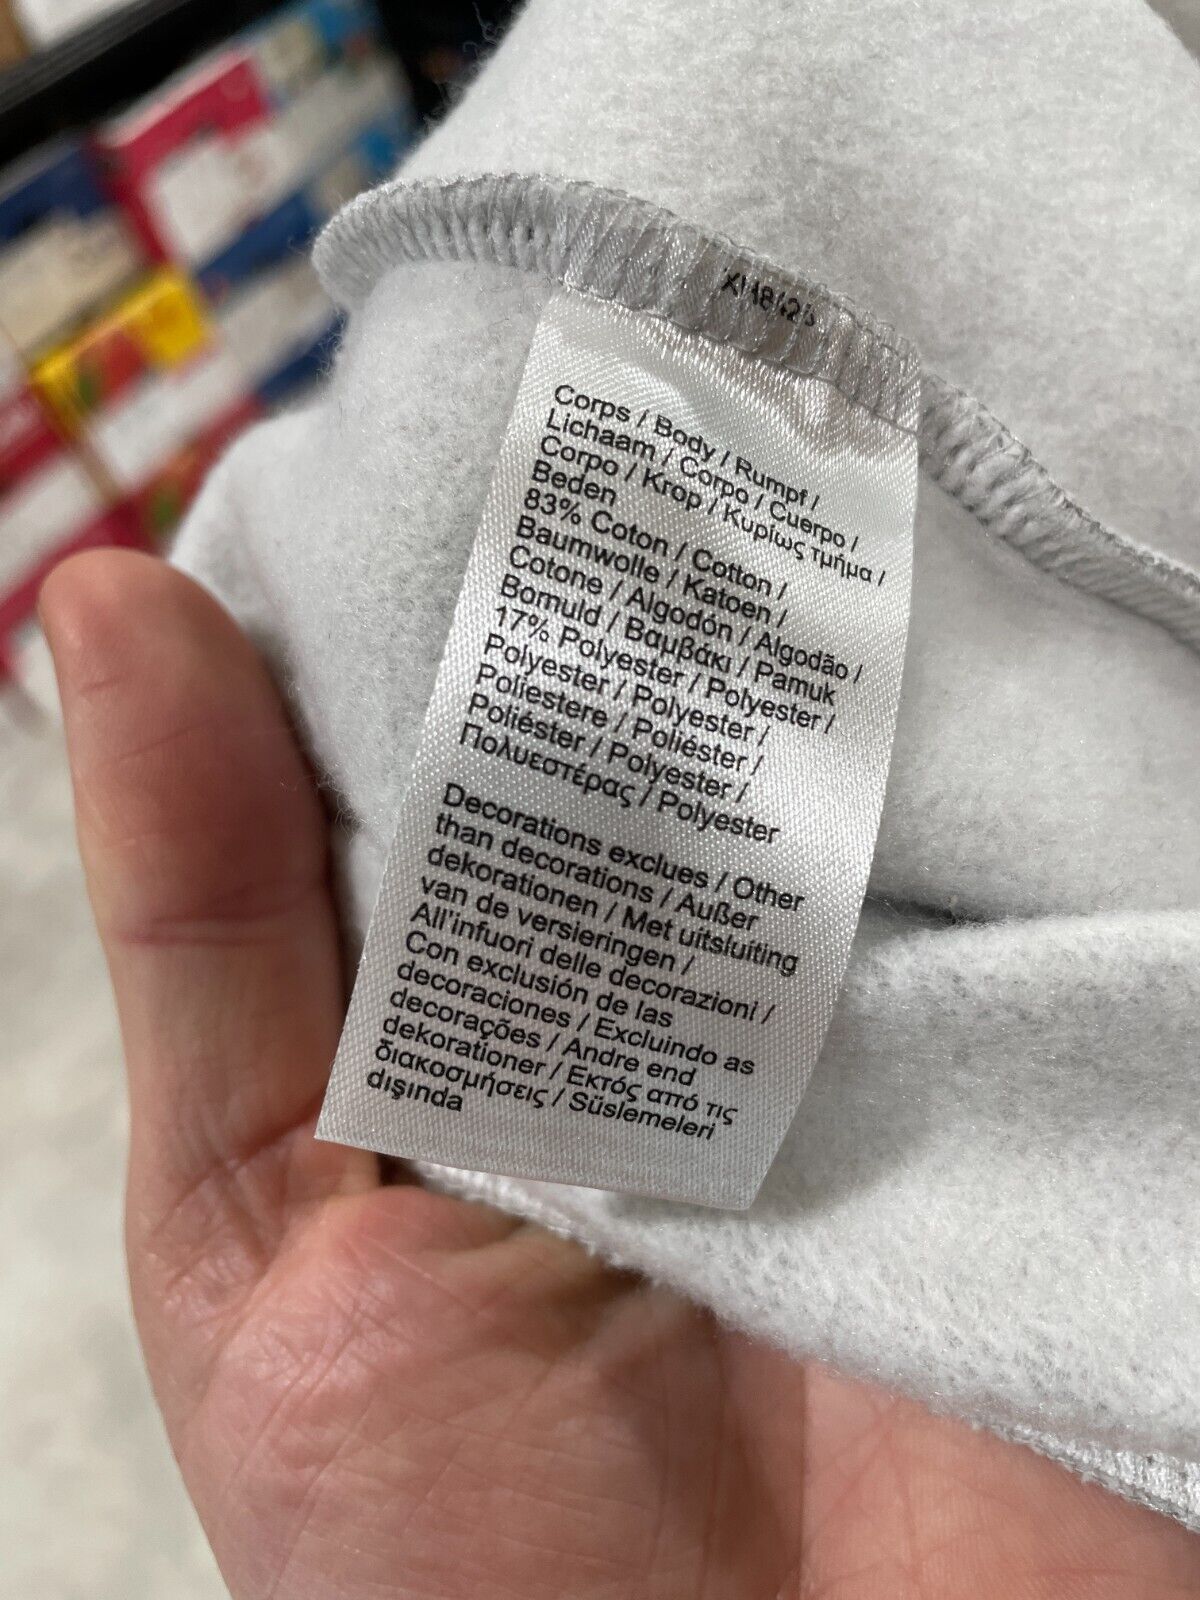 Corps / Body / Rumpf /
Lichaam / Corpo / Cuerpo /
Corpo / Krop / Κυρίως τμήμα /
Beden
83% Coton / Cotton /
Baumwolle / Katoen /
Cotone / Algodón / Algodão /
Bomuld / Βαμβάκι / Pamuk
17% Polyester / Polyester /
Polyester / Polyester /
Poliestere / Poliéster /
Poliéster / Polyester /
Πολυεστέρας / Polyester
Decorations exclues / Other
than decorations / Außer
dekorationen / Met uitsluiting
van de versieringen /
All'infuori delle decorazioni /
Con exclusión de las
decoraciones / Excluindo as
decorações / Andre end
dekorationer / Εκτός από τις
διακοσμήσεις / Süslemeleri
dışında